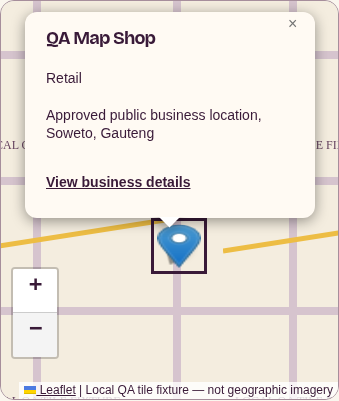 QA Map Shop
×
Retail
Approved public business location,
Soweto, Gauteng
View business details
+
−
Leaflet | Local QA tile fixture — not geographic imagery